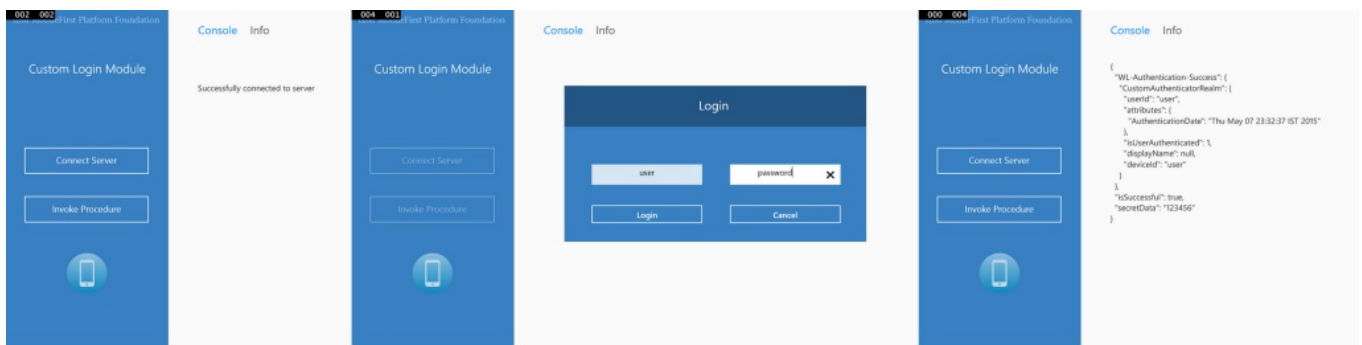 002 002
First Platform Foundation
Console Info
Custom Login Module
Successfully connected to server
Connect Server
Invoke Procedure
004 001
First Platform Foundation
Console Info
Custom Login Module
Login
Connect Server
user
password
Invoke Procedure
Login
Cancel
000 004
First Platform Foundation
Console Info
Custom Login Module
{
"WL-Authentication-Success": {
"CustomAuthenticatorRealm": {
"userId": "user",
"attributes": {
"AuthenticationDate": "Thu May 07 23:32:37 IST 2015"
},
"isUserAuthenticated": 1,
"displayName": null,
"deviceId": "user"
}
},
"isSuccessful": true,
"secretData": "123456"
}
Connect Server
Invoke Procedure